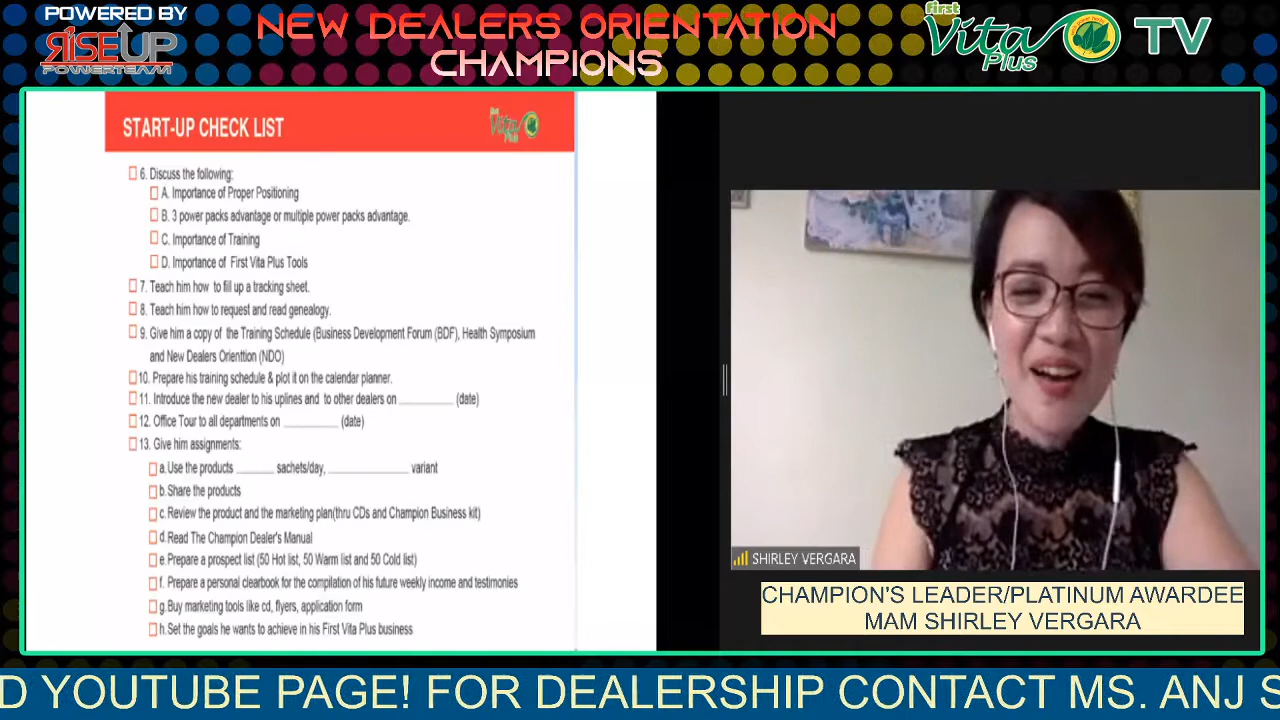 POWERED BY
RISEUP
POWERTEAM
NEW DEALERS ORIENTATION
CHAMPIONS
first
Vita
Plus
TV
START-UP CHECK LIST
first
Vita
Plus
6. Discuss the following:
A. Importance of Proper Positioning
B. 3 power packs advantage or multiple power packs advantage.
C. Importance of Training
D. Importance of First Vita Plus Tools
7. Teach him how to fill up a tracking sheet.
8. Teach him how to request and read genealogy.
9. Give him a copy of the Training Schedule (Business Development Forum (BDF), Health Symposium
and New Dealers Orienttion (NDO)
10. Prepare his training schedule & plot it on the calendar planner.
11. Introduce the new dealer to his uplines and to other dealers on __________ (date)
12. Office Tour to all departments on __________ (date)
13. Give him assignments:
a. Use the products _______ sachets/day, _______________ variant
b. Share the products
c. Review the product and the marketing plan(thru CDs and Champion Business kit)
d. Read The Champion Dealer's Manual
e. Prepare a prospect list (50 Hot list, 50 Warm list and 50 Cold list)
f. Prepare a personal clearbook for the compilation of his future weekly income and testimonies
g. Buy marketing tools like cd, flyers, application form
h. Set the goals he wants to achieve in his First Vita Plus business
SHIRLEY VERGARA
CHAMPION'S LEADER/PLATINUM AWARDEE
MAM SHIRLEY VERGARA
D YOUTUBE PAGE! FOR DEALERSHIP CONTACT MS. ANJ S